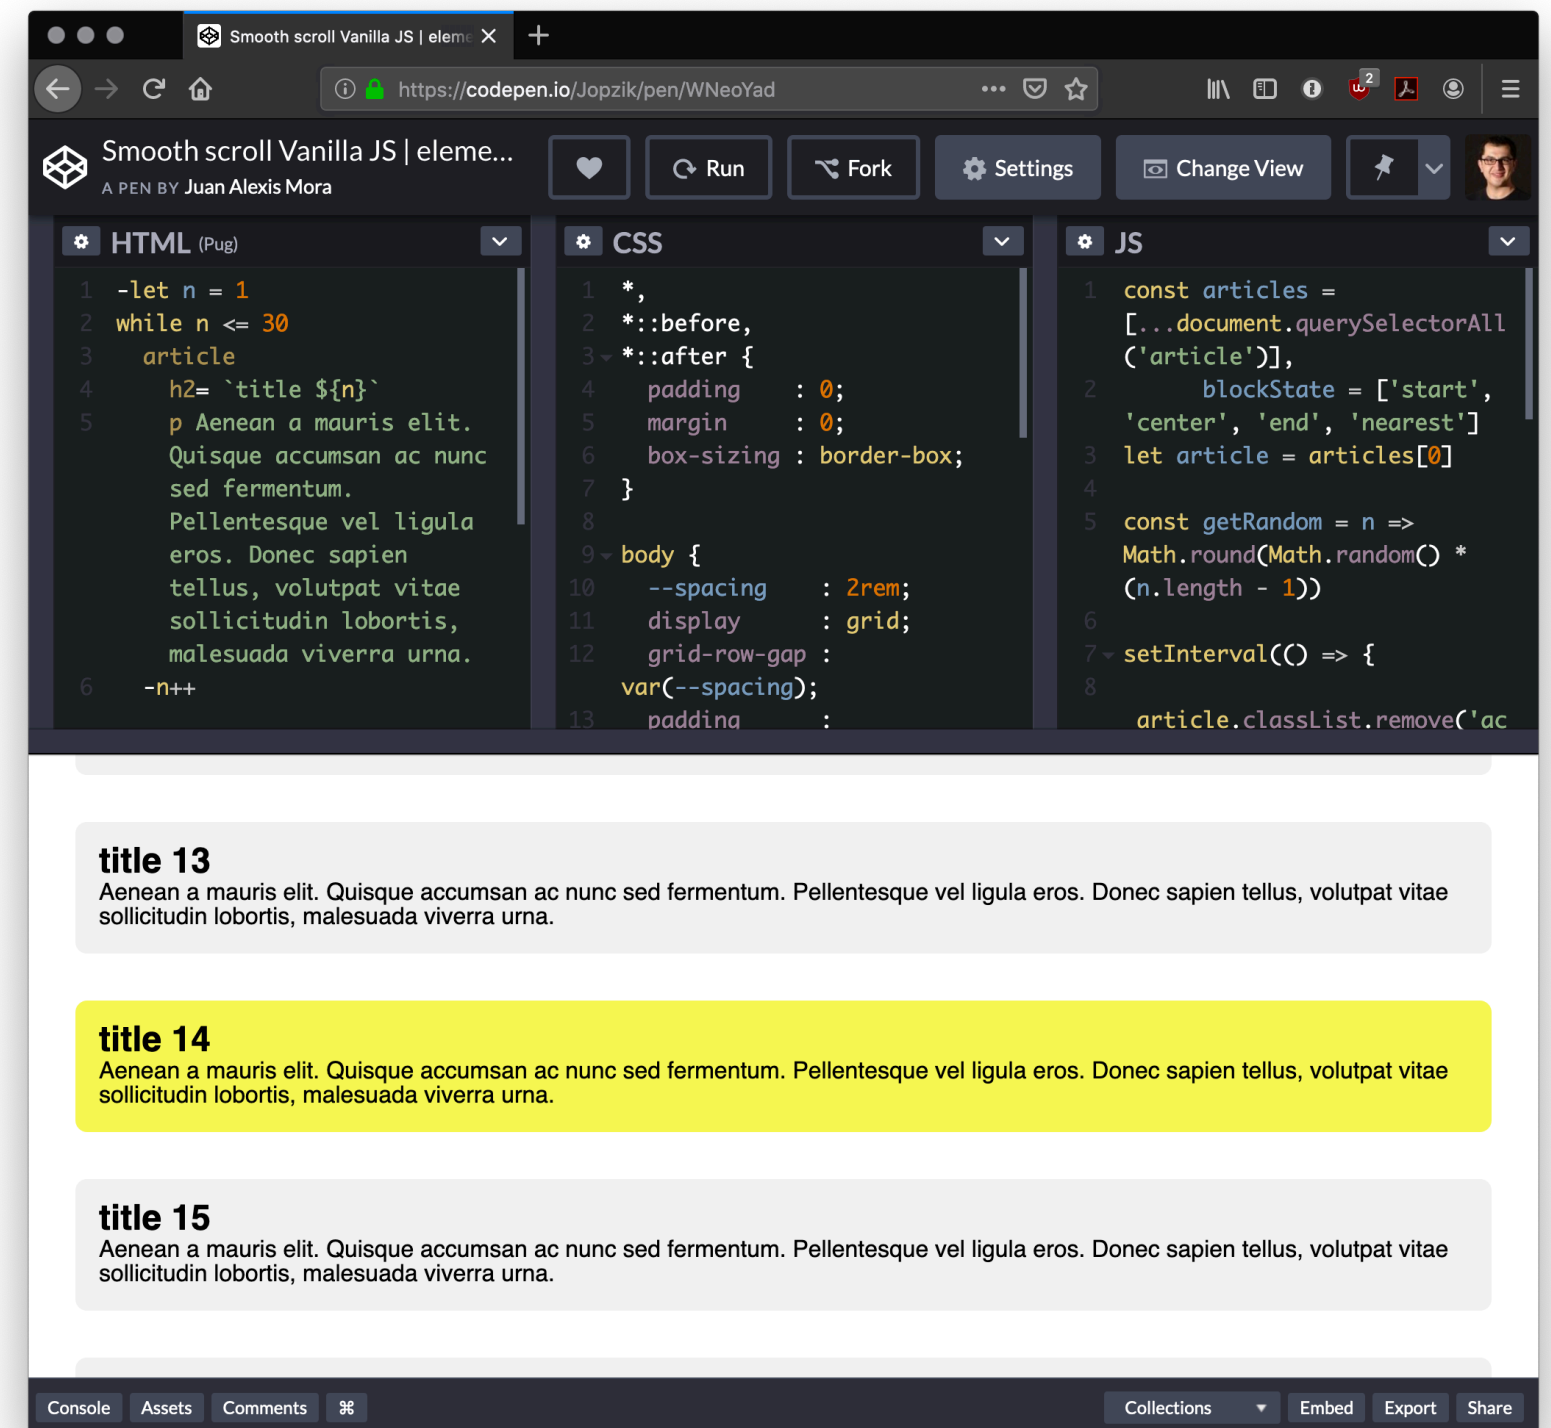 Smooth scroll Vanilla JS | eleme
https://codepen.io/Jopzik/pen/WNeoYad
2
Smooth scroll Vanilla JS | eleme...
A PEN BY Juan Alexis Mora
Run
Fork
Settings
Change View
HTML (Pug)
1 -let n = 1
2 while n <= 30
3 article
4 h2= `title ${n}`
5 p Aenean a mauris elit.
Quisque accumsan ac nunc
sed fermentum.
Pellentesque vel ligula
eros. Donec sapien
tellus, volutpat vitae
sollicitudin lobortis,
malesuada viverra urna.
6 -n++
CSS
1 *,
2 *::before,
3 *::after {
4 padding : 0;
5 margin : 0;
6 box-sizing : border-box;
7 }
8
9 body {
10 --spacing : 2rem;
11 display : grid;
12 grid-row-gap :
var(--spacing);
13 padding :
JS
1 const articles =
[...document.querySelectorAll
('article')],
2 blockState = ['start',
'center', 'end', 'nearest']
3 let article = articles[0]
4
5 const getRandom = n =>
Math.round(Math.random() *
(n.length - 1))
6
7 setInterval(() => {
8
article.classList.remove('ac
title 13
Aenean a mauris elit. Quisque accumsan ac nunc sed fermentum. Pellentesque vel ligula eros. Donec sapien tellus, volutpat vitae
sollicitudin lobortis, malesuada viverra urna.
title 14
Aenean a mauris elit. Quisque accumsan ac nunc sed fermentum. Pellentesque vel ligula eros. Donec sapien tellus, volutpat vitae
sollicitudin lobortis, malesuada viverra urna.
title 15
Aenean a mauris elit. Quisque accumsan ac nunc sed fermentum. Pellentesque vel ligula eros. Donec sapien tellus, volutpat vitae
sollicitudin lobortis, malesuada viverra urna.
Console Assets Comments ⌘ Collections Embed Export Share